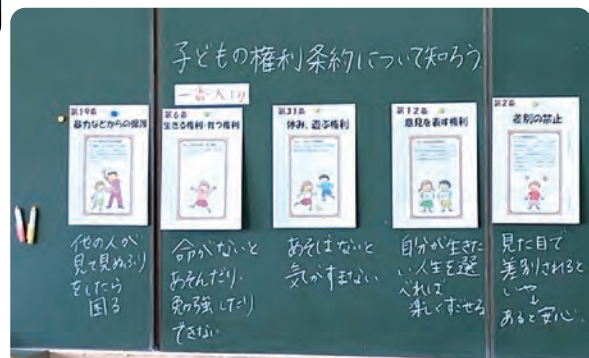 子どもの権利条約について知ろう
一番大切
第19条
暴力などからの保護
他の人が
見て見ぬふり
をしたら
困る
第6条
生きる権利・育つ権利
命がないと
あそんだり、
勉強したり
できない
第31条
休み、遊ぶ権利
あそばないと
気がすまない
第12条
意見を表す権利
自分が生きた
い人生を選
べれば
楽しくすごせる
第2条
差別の禁止
見た目で
差別されると
いや
↓
あると安心。